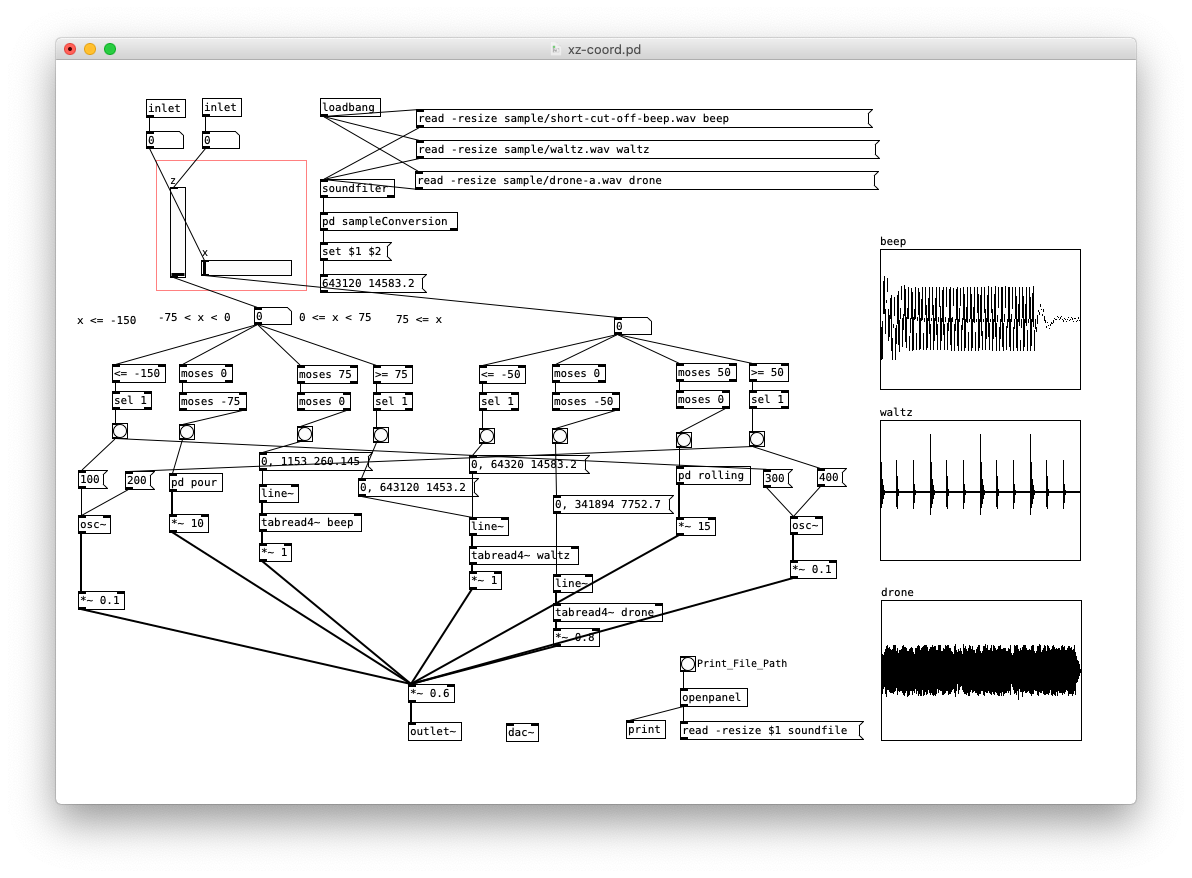 xz-coord.pd
inlet
inlet
loadbang
read -resize sample/short-cut-off-beep.wav beep
0
0
read -resize sample/waltz.wav waltz
z
soundfiler
read -resize sample/drone-a.wav drone
pd sampleConversion
beep
x
set $1 $2
643120 14583.2
x <= -150
-75 < x < 0
0
0 <= x < 75
75 <= x
0
<= -150
moses 0
moses 75
>= 75
<= -50
moses 0
moses 50
>= 50
sel 1
moses -75
moses 0
sel 1
sel 1
moses -50
moses 0
sel 1
waltz
0, 1153 260.145
0, 64320 14583.2
100
200
pd pour
0, 643120 1453.2
pd rolling
300
400
line~
0, 341894 7752.7
osc~
*~ 10
tabread4~ beep
line~
*~ 15
osc~
*~ 1
tabread4~ waltz
*~ 0.1
*~ 1
line~
drone
*~ 0.1
tabread4~ drone
*~ 0.8
Print_File_Path
*~ 0.6
openpanel
outlet~
dac~
print
read -resize $1 soundfile